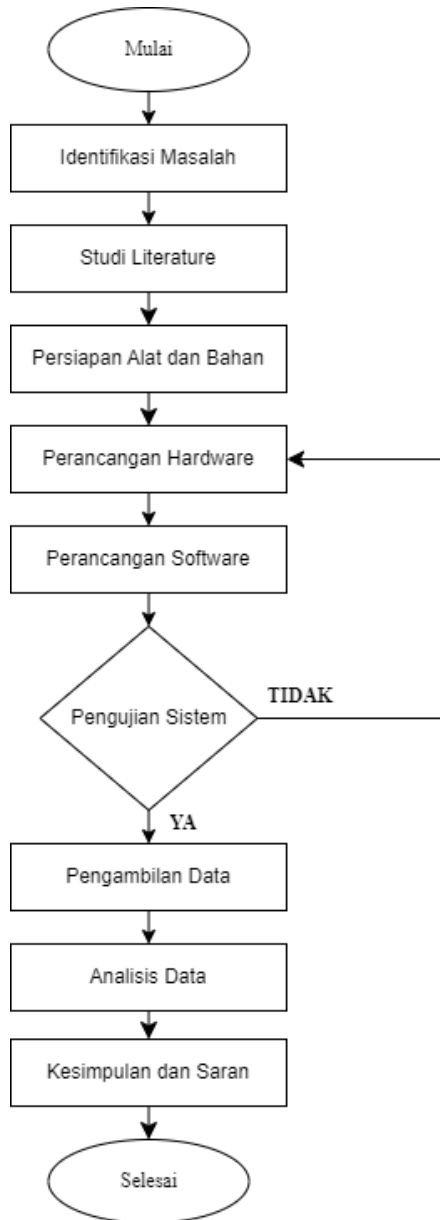 Mulai
Identifikasi Masalah
Studi Literature
Persiapan Alat dan Bahan
Perancangan Hardware
Perancangan Software
Pengujian Sistem
TIDAK
YA
Pengambilan Data
Analisis Data
Kesimpulan dan Saran
Selesai